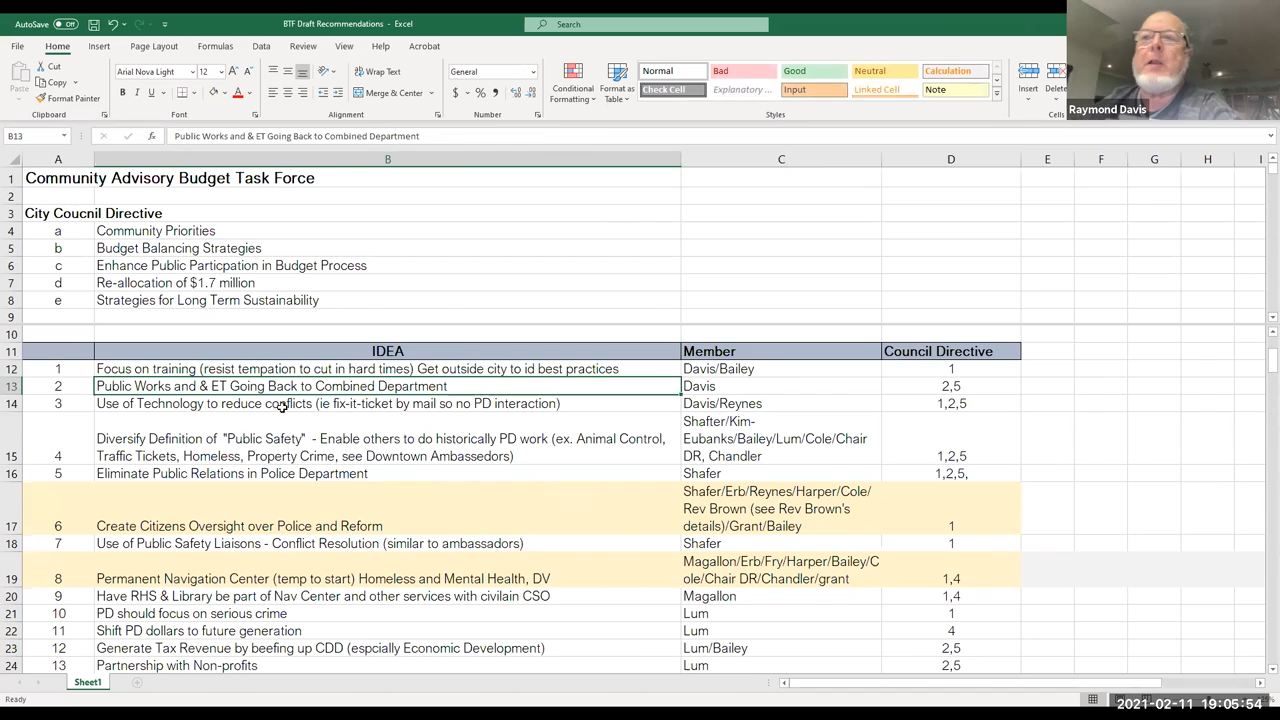 AutoSave Off BTF Draft Recommendations - Excel Search
File Home Insert Page Layout Formulas Data Review View Help Acrobat
Paste Cut Copy Format Painter
Arial Nova Light 12 Wrap Text General
B I U Merge & Center $ % Conditional Formatting Format as Table
Normal Bad Good Neutral Calculation
Check Cell Explanatory ... Input Linked Cell Note
Insert Delete
Clipboard Font Alignment Number Styles Cells
Raymond Davis
B13 fx Public Works and & ET Going Back to Combined Department
A B C D E F G H I
1 Community Advisory Budget Task Force
2
3 City Coucnil Directive
4 a Community Priorities
5 b Budget Balancing Strategies
6 c Enhance Public Particpation in Budget Process
7 d Re-allocation of $1.7 million
8 e Strategies for Long Term Sustainability
9
10
11 IDEA Member Council Directive
12 1 Focus on training (resist tempation to cut in hard times) Get outside city to id best practices Davis/Bailey 1
13 2 Public Works and & ET Going Back to Combined Department Davis 2,5
14 3 Use of Technology to reduce conflicts (ie fix-it-ticket by mail so no PD interaction) Davis/Reynes 1,2,5
Shafter/Kim-
Diversify Definition of "Public Safety" - Enable others to do historically PD work (ex. Animal Control, Eubanks/Bailey/Lum/Cole/Chair
15 4 Traffic Tickets, Homeless, Property Crime, see Downtown Ambassedors) DR, Chandler 1,2,5
16 5 Eliminate Public Relations in Police Department Shafer 1,2,5,
Shafer/Erb/Reynes/Harper/Cole/
Rev Brown (see Rev Brown's
17 6 Create Citizens Oversight over Police and Reform details)/Grant/Bailey 1
18 7 Use of Public Safety Liaisons - Conflict Resolution (similar to ambassadors) Shafer 1
Magallon/Erb/Fry/Harper/Bailey/C
19 8 Permanent Navigation Center (temp to start) Homeless and Mental Health, DV ole/Chair DR/Chandler/grant 1,4
20 9 Have RHS & Library be part of Nav Center and other services with civilain CSO Magallon 1,4
21 10 PD should focus on serious crime Lum 1
22 11 Shift PD dollars to future generation Lum 4
23 12 Generate Tax Revenue by beefing up CDD (espcially Economic Development) Lum/Bailey 2,5
24 13 Partnership with Non-profits Lum 2,5
Sheet1
Ready
2021-02-11 19:05:54